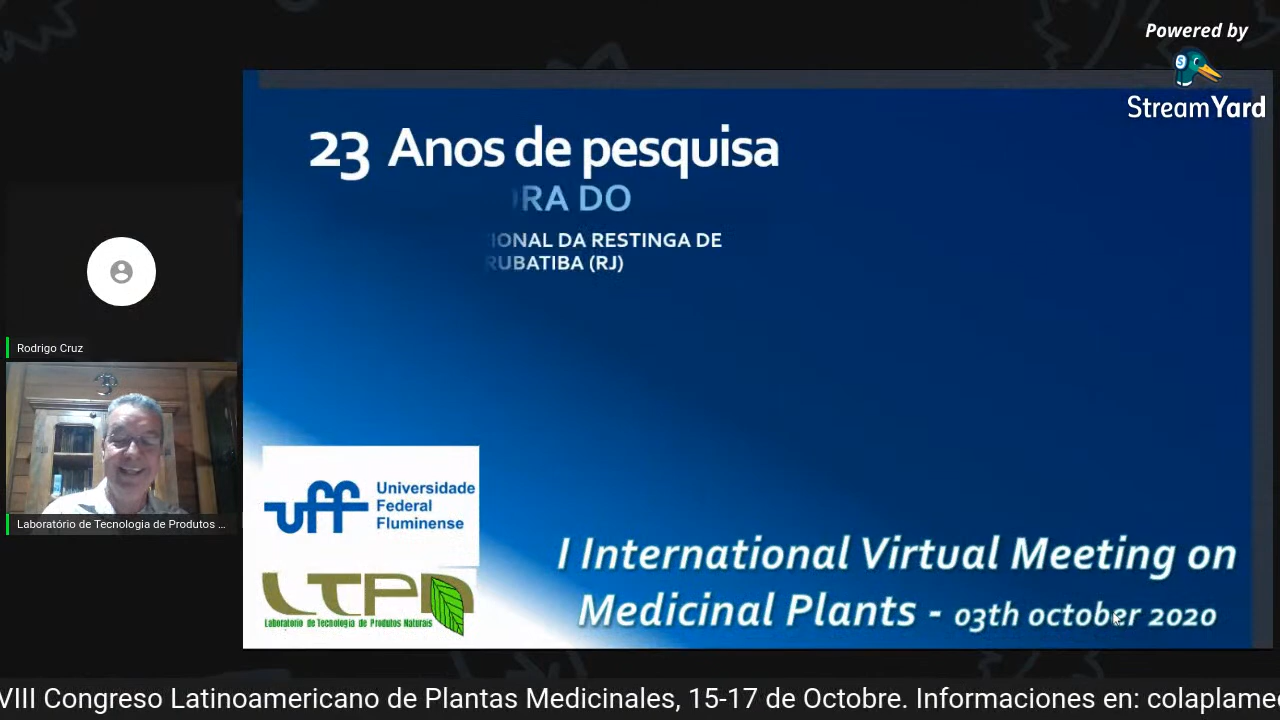 Powered by
StreamYard
23 Anos de pesquisa
RA DO
IONAL DA RESTINGA DE
RUBATIBA (RJ)
Rodrigo Cruz
Laboratório de Tecnologia de Produtos ...
uff Universidade
Federal
Fluminense
LTPN
Laboratório de Tecnologia de Produtos Naturais
I International Virtual Meeting on
Medicinal Plants - 03th october 2020
VIII Congreso Latinoamericano de Plantas Medicinales, 15-17 de Octobre. Informaciones en: colaplame